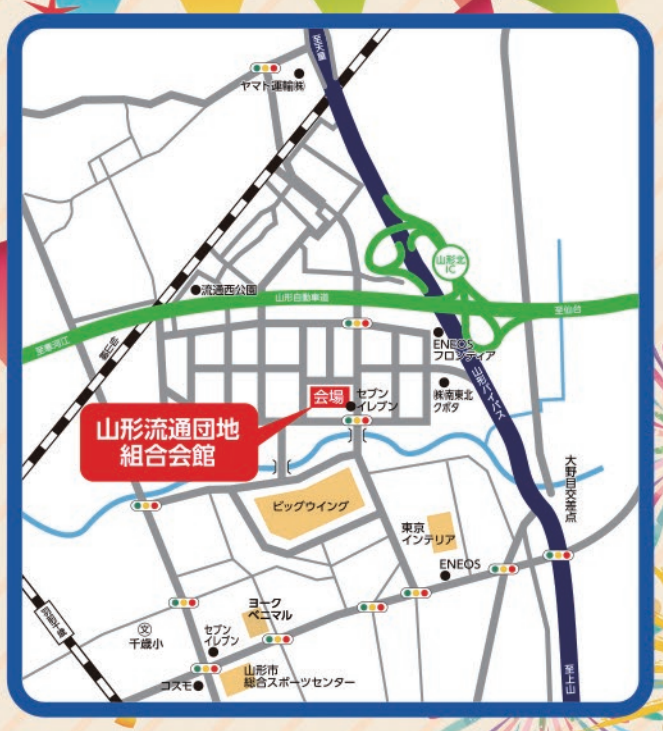 至天童
ヤマト運輸㈱
山形北
IC
流通西公園
山形自動車道
至仙台
至寒河江
ENEOS
フロンティア
山形バイパス
会場
セブン
イレブン
㈱南東北
クボタ
山形流通団地
組合会館
大野目交差点
ビッグウイング
東京
インテリア
ENEOS
羽前千歳
ヨーク
ベニマル
文
千歳小
セブン
イレブン
山形市
総合スポーツセンター
コスモ
至上山